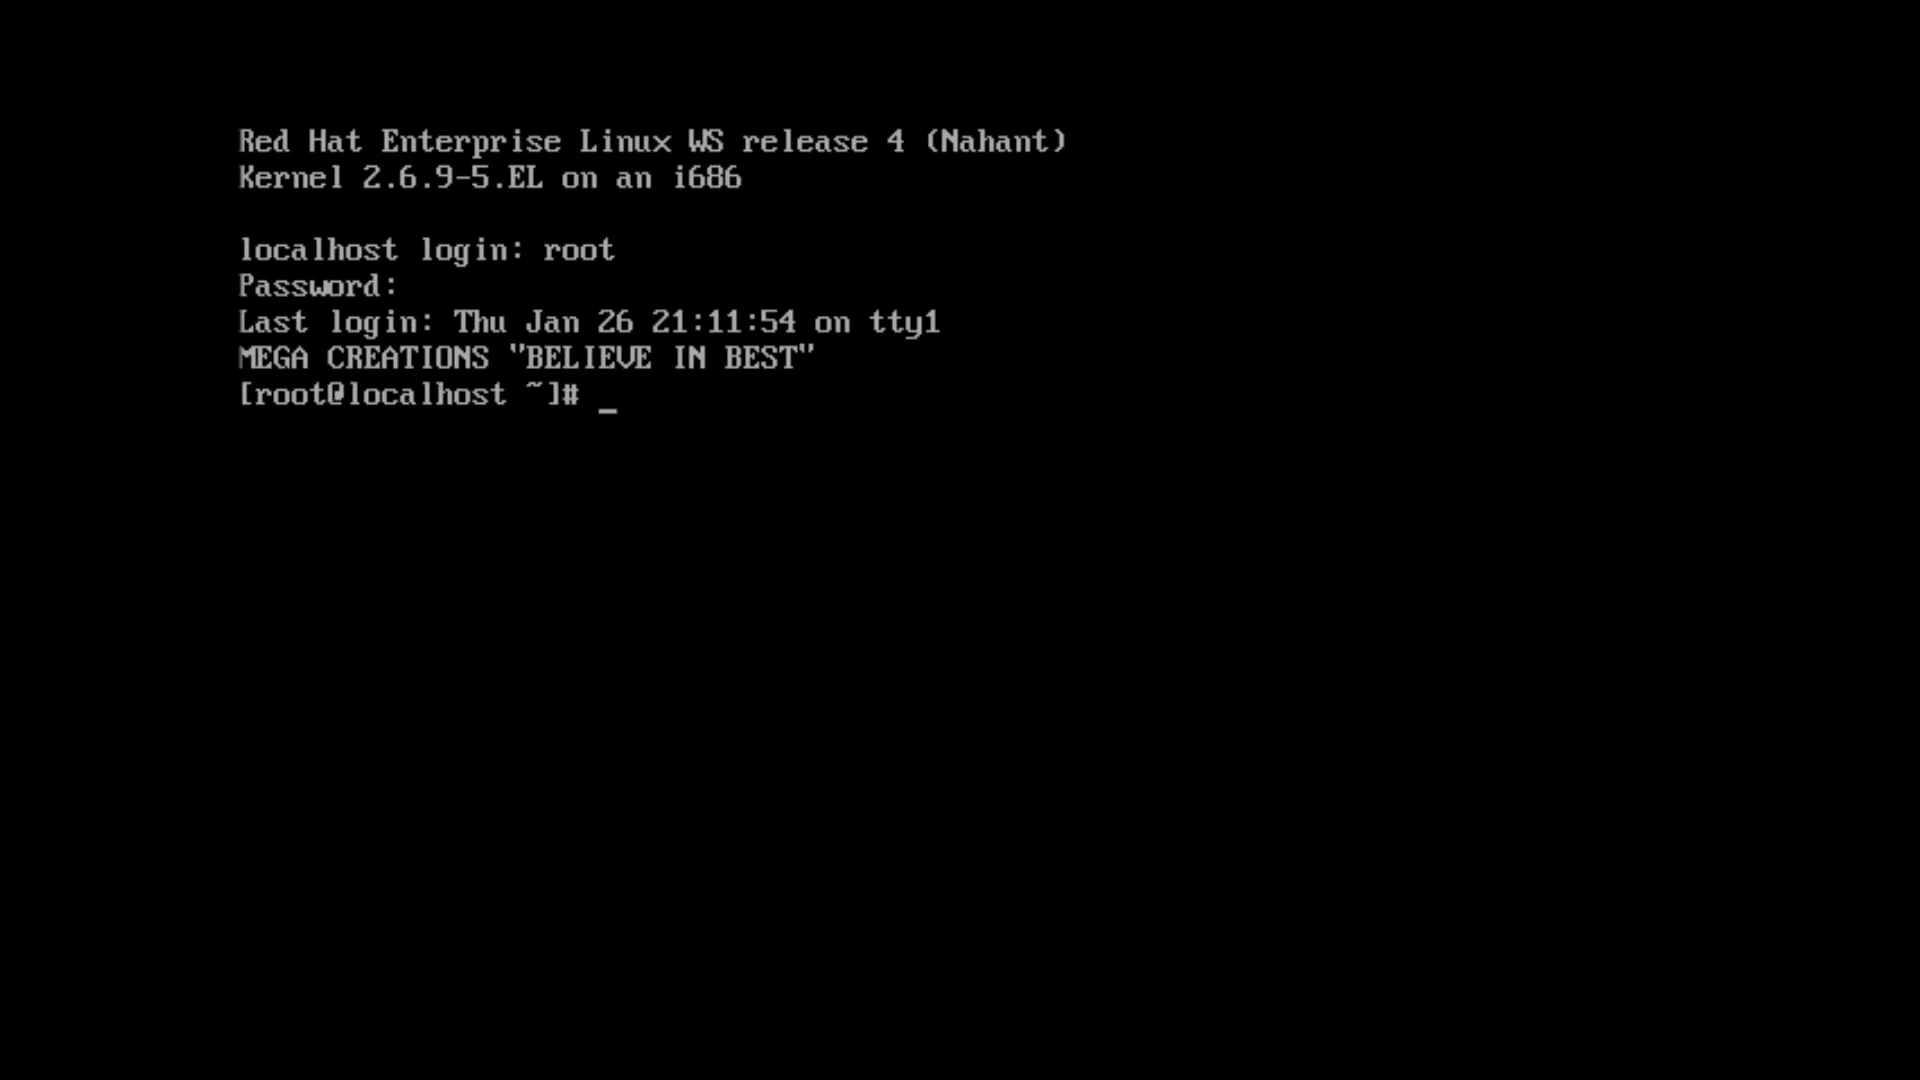 Red Hat Enterprise Linux WS release 4 (Nahant)
Kernel 2.6.9-5.EL on an i686
localhost login: root
Password:
Last login: Thu Jan 26 21:11:54 on tty1
MEGA CREATIONS "BELIEVE IN BEST"
[root@localhost ~]# _